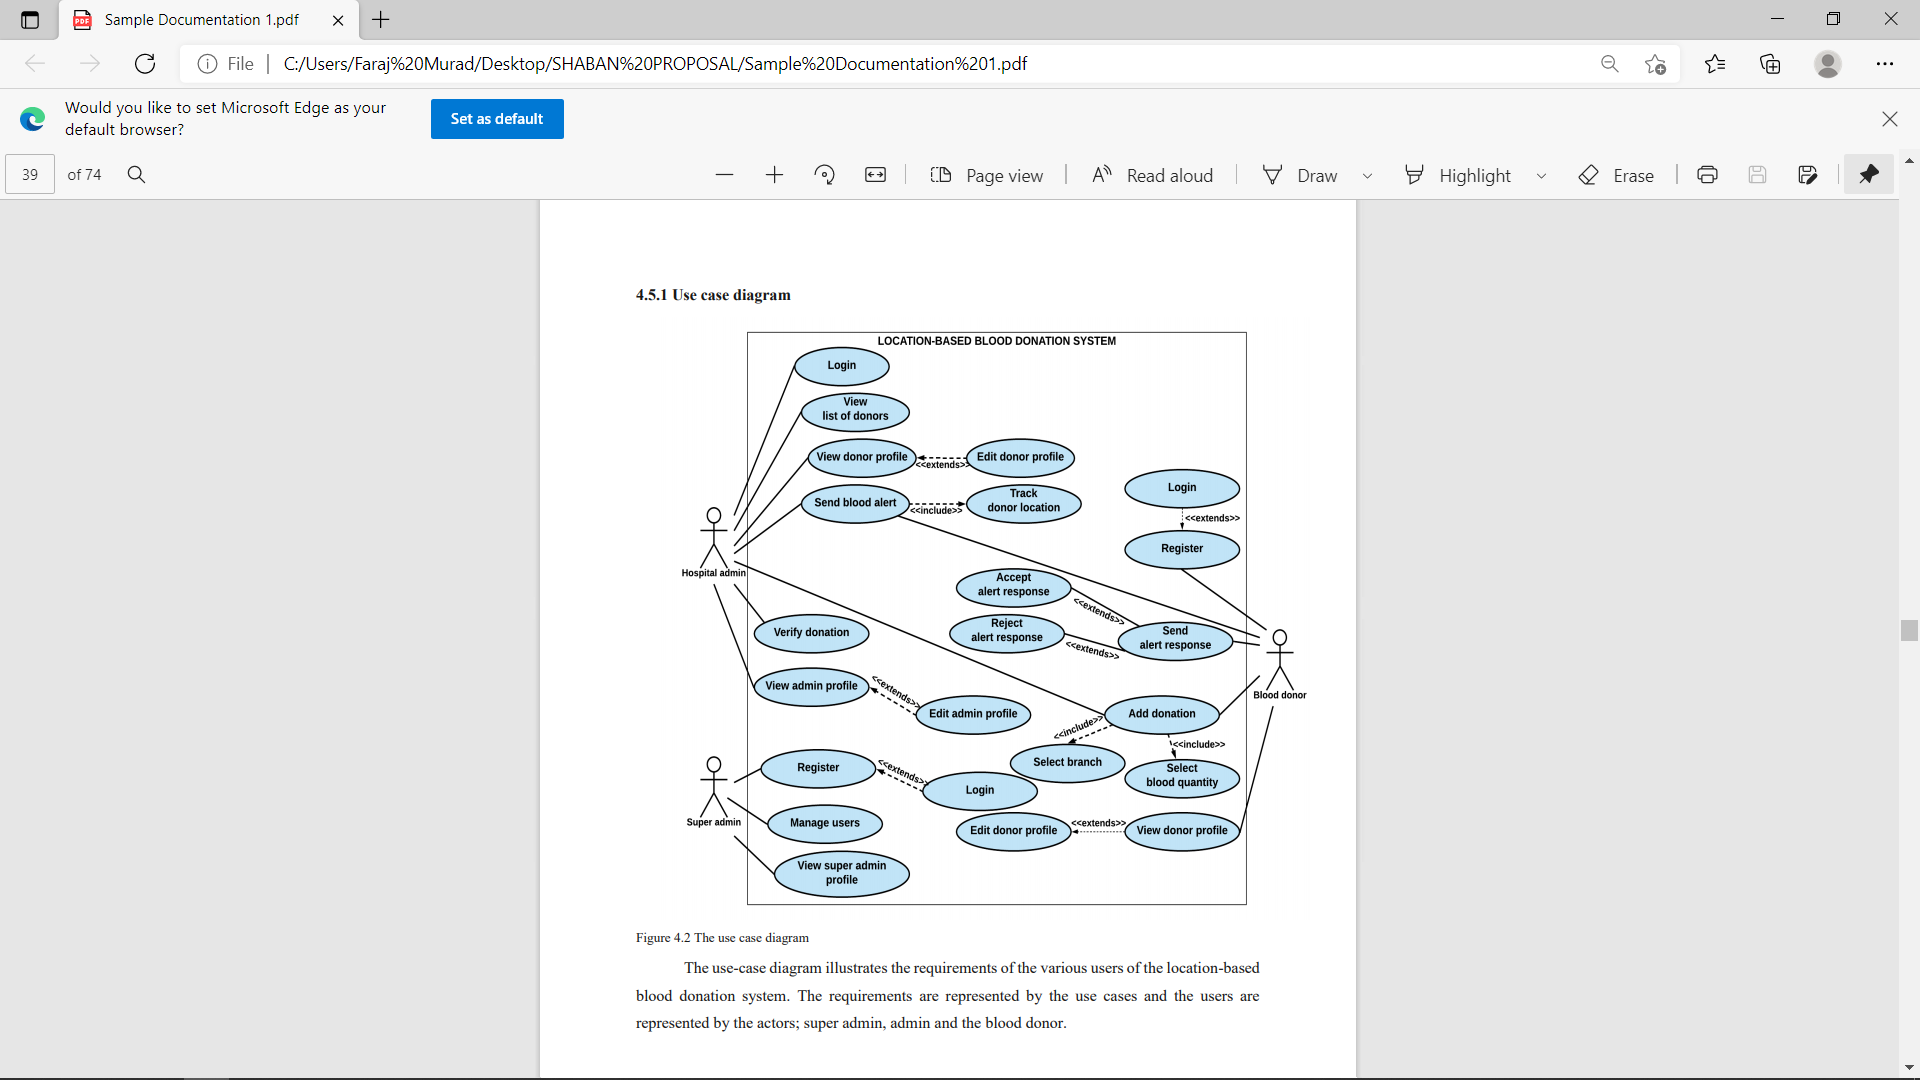 Sample Documentation 1.pdf
File
C:/Users/Faraj%20Murad/Desktop/SHABAN%20PROPOSAL/Sample%20Documentation%201.pdf
Would you like to set Microsoft Edge as your
default browser?
Set as default
39 of 74
Page view
Read aloud
Draw
Highlight
Erase
4.5.1 Use case diagram
LOCATION-BASED BLOOD DONATION SYSTEM
Login
View
list of donors
View donor profile
<<extends>>
Edit donor profile
Send blood alert
<<include>>
Track
donor location
Login
<<extends>>
Register
Hospital admin
Accept
alert response
<<extends>>
Reject
alert response
<<extends>>
Send
alert response
Verify donation
View admin profile
<<extends>>
Edit admin profile
Blood donor
Add donation
<<include>>
<<include>>
Select branch
Select
blood quantity
Register
<<extends>>
Login
Super admin
Manage users
Edit donor profile
<<extends>>
View donor profile
View super admin
profile
Figure 4.2 The use case diagram
The use-case diagram illustrates the requirements of the various users of the location-based
blood donation system. The requirements are represented by the use cases and the users are
represented by the actors; super admin, admin and the blood donor.